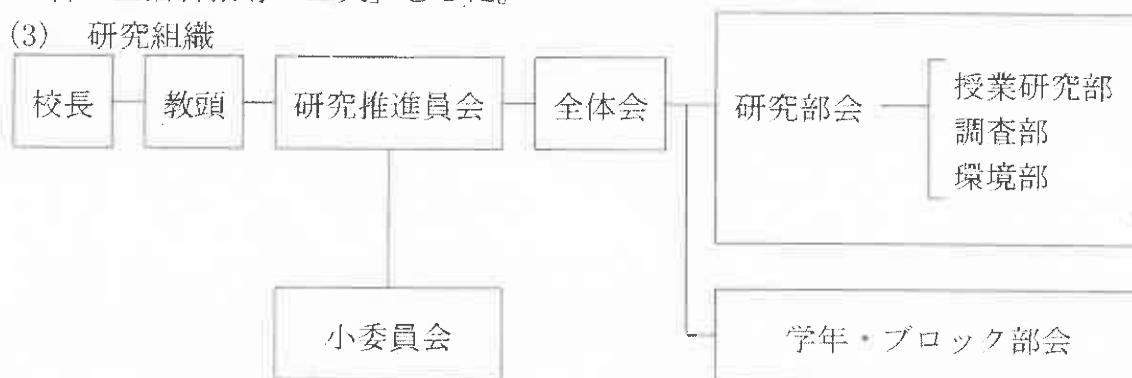 (3) 研究組織
校長
教頭
研究推進員会
全体会
研究部会
授業研究部
調査部
環境部
小委員会
学年・ブロック部会